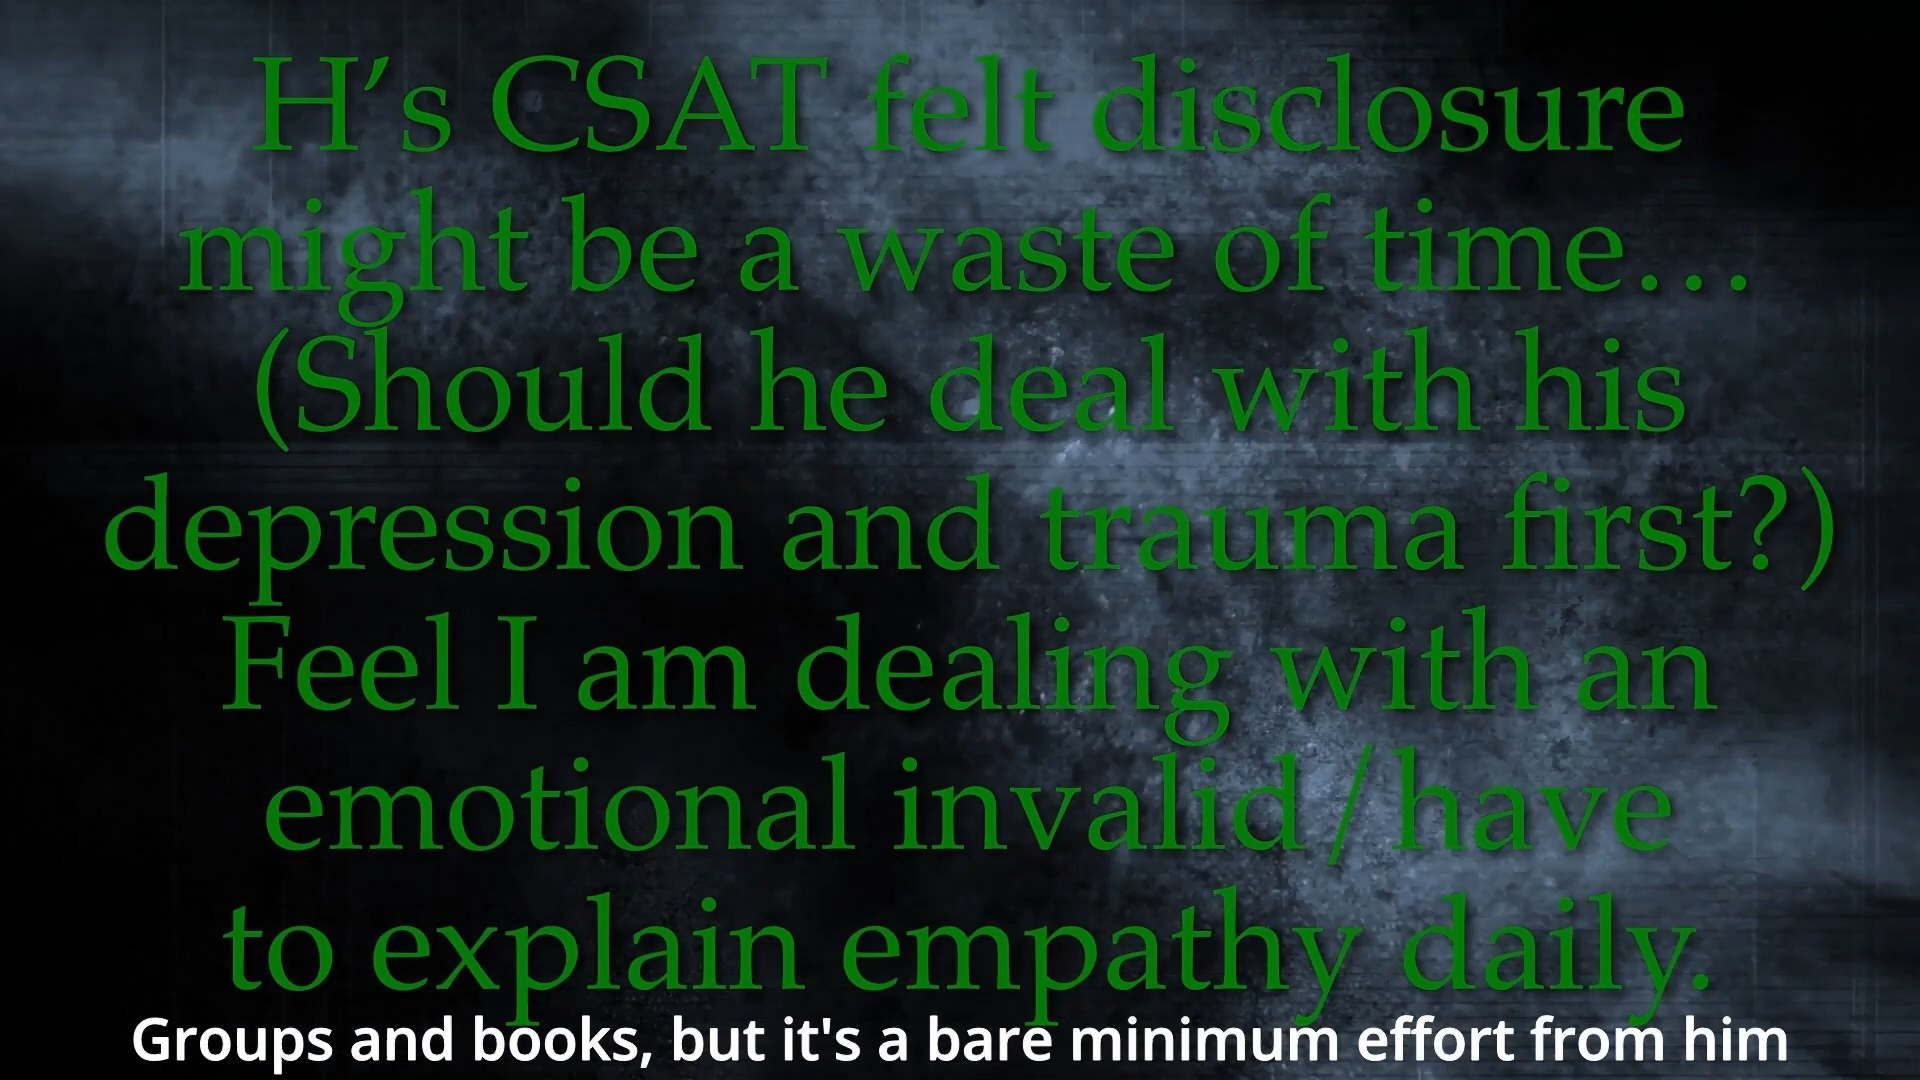 H’s CSAT felt disclosure
might be a waste of time…
(Should he deal with his
depression and trauma first?)
Feel I am dealing with an
emotional invalid/have
to explain empathy daily.
Groups and books, but it's a bare minimum effort from him